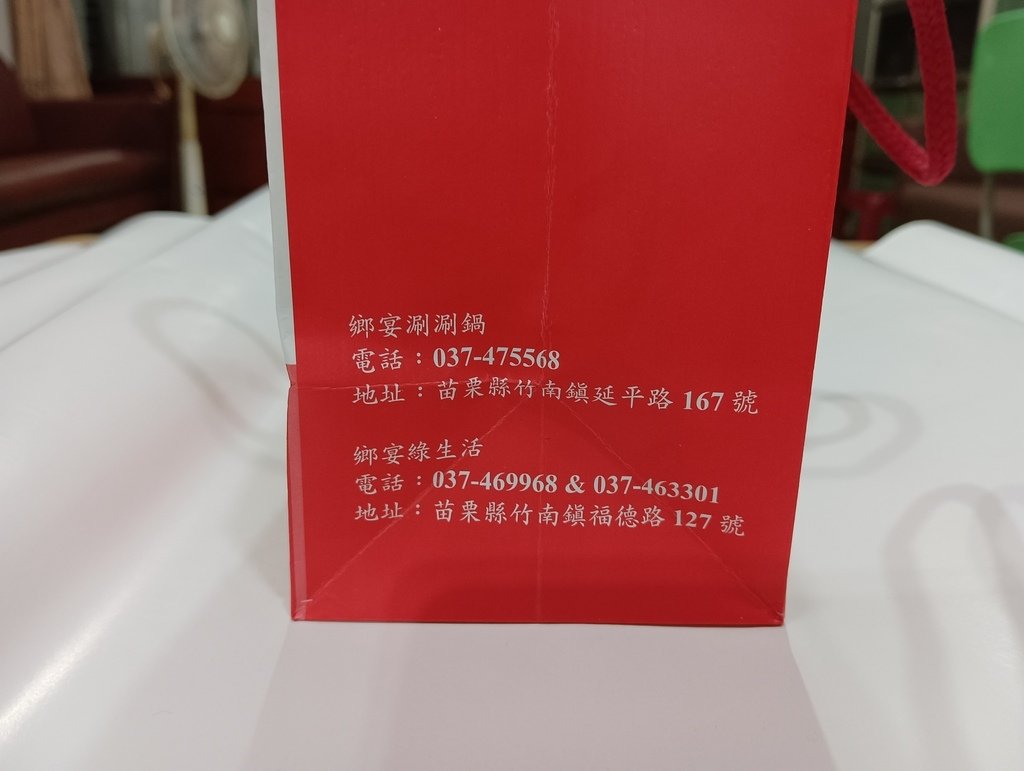 鄉宴涮涮鍋
電話：037-475568
地址：苗栗縣竹南鎮延平路 167 號
鄉宴綠生活
電話：037-469968 & 037-463301
地址：苗栗縣竹南鎮福德路 127 號